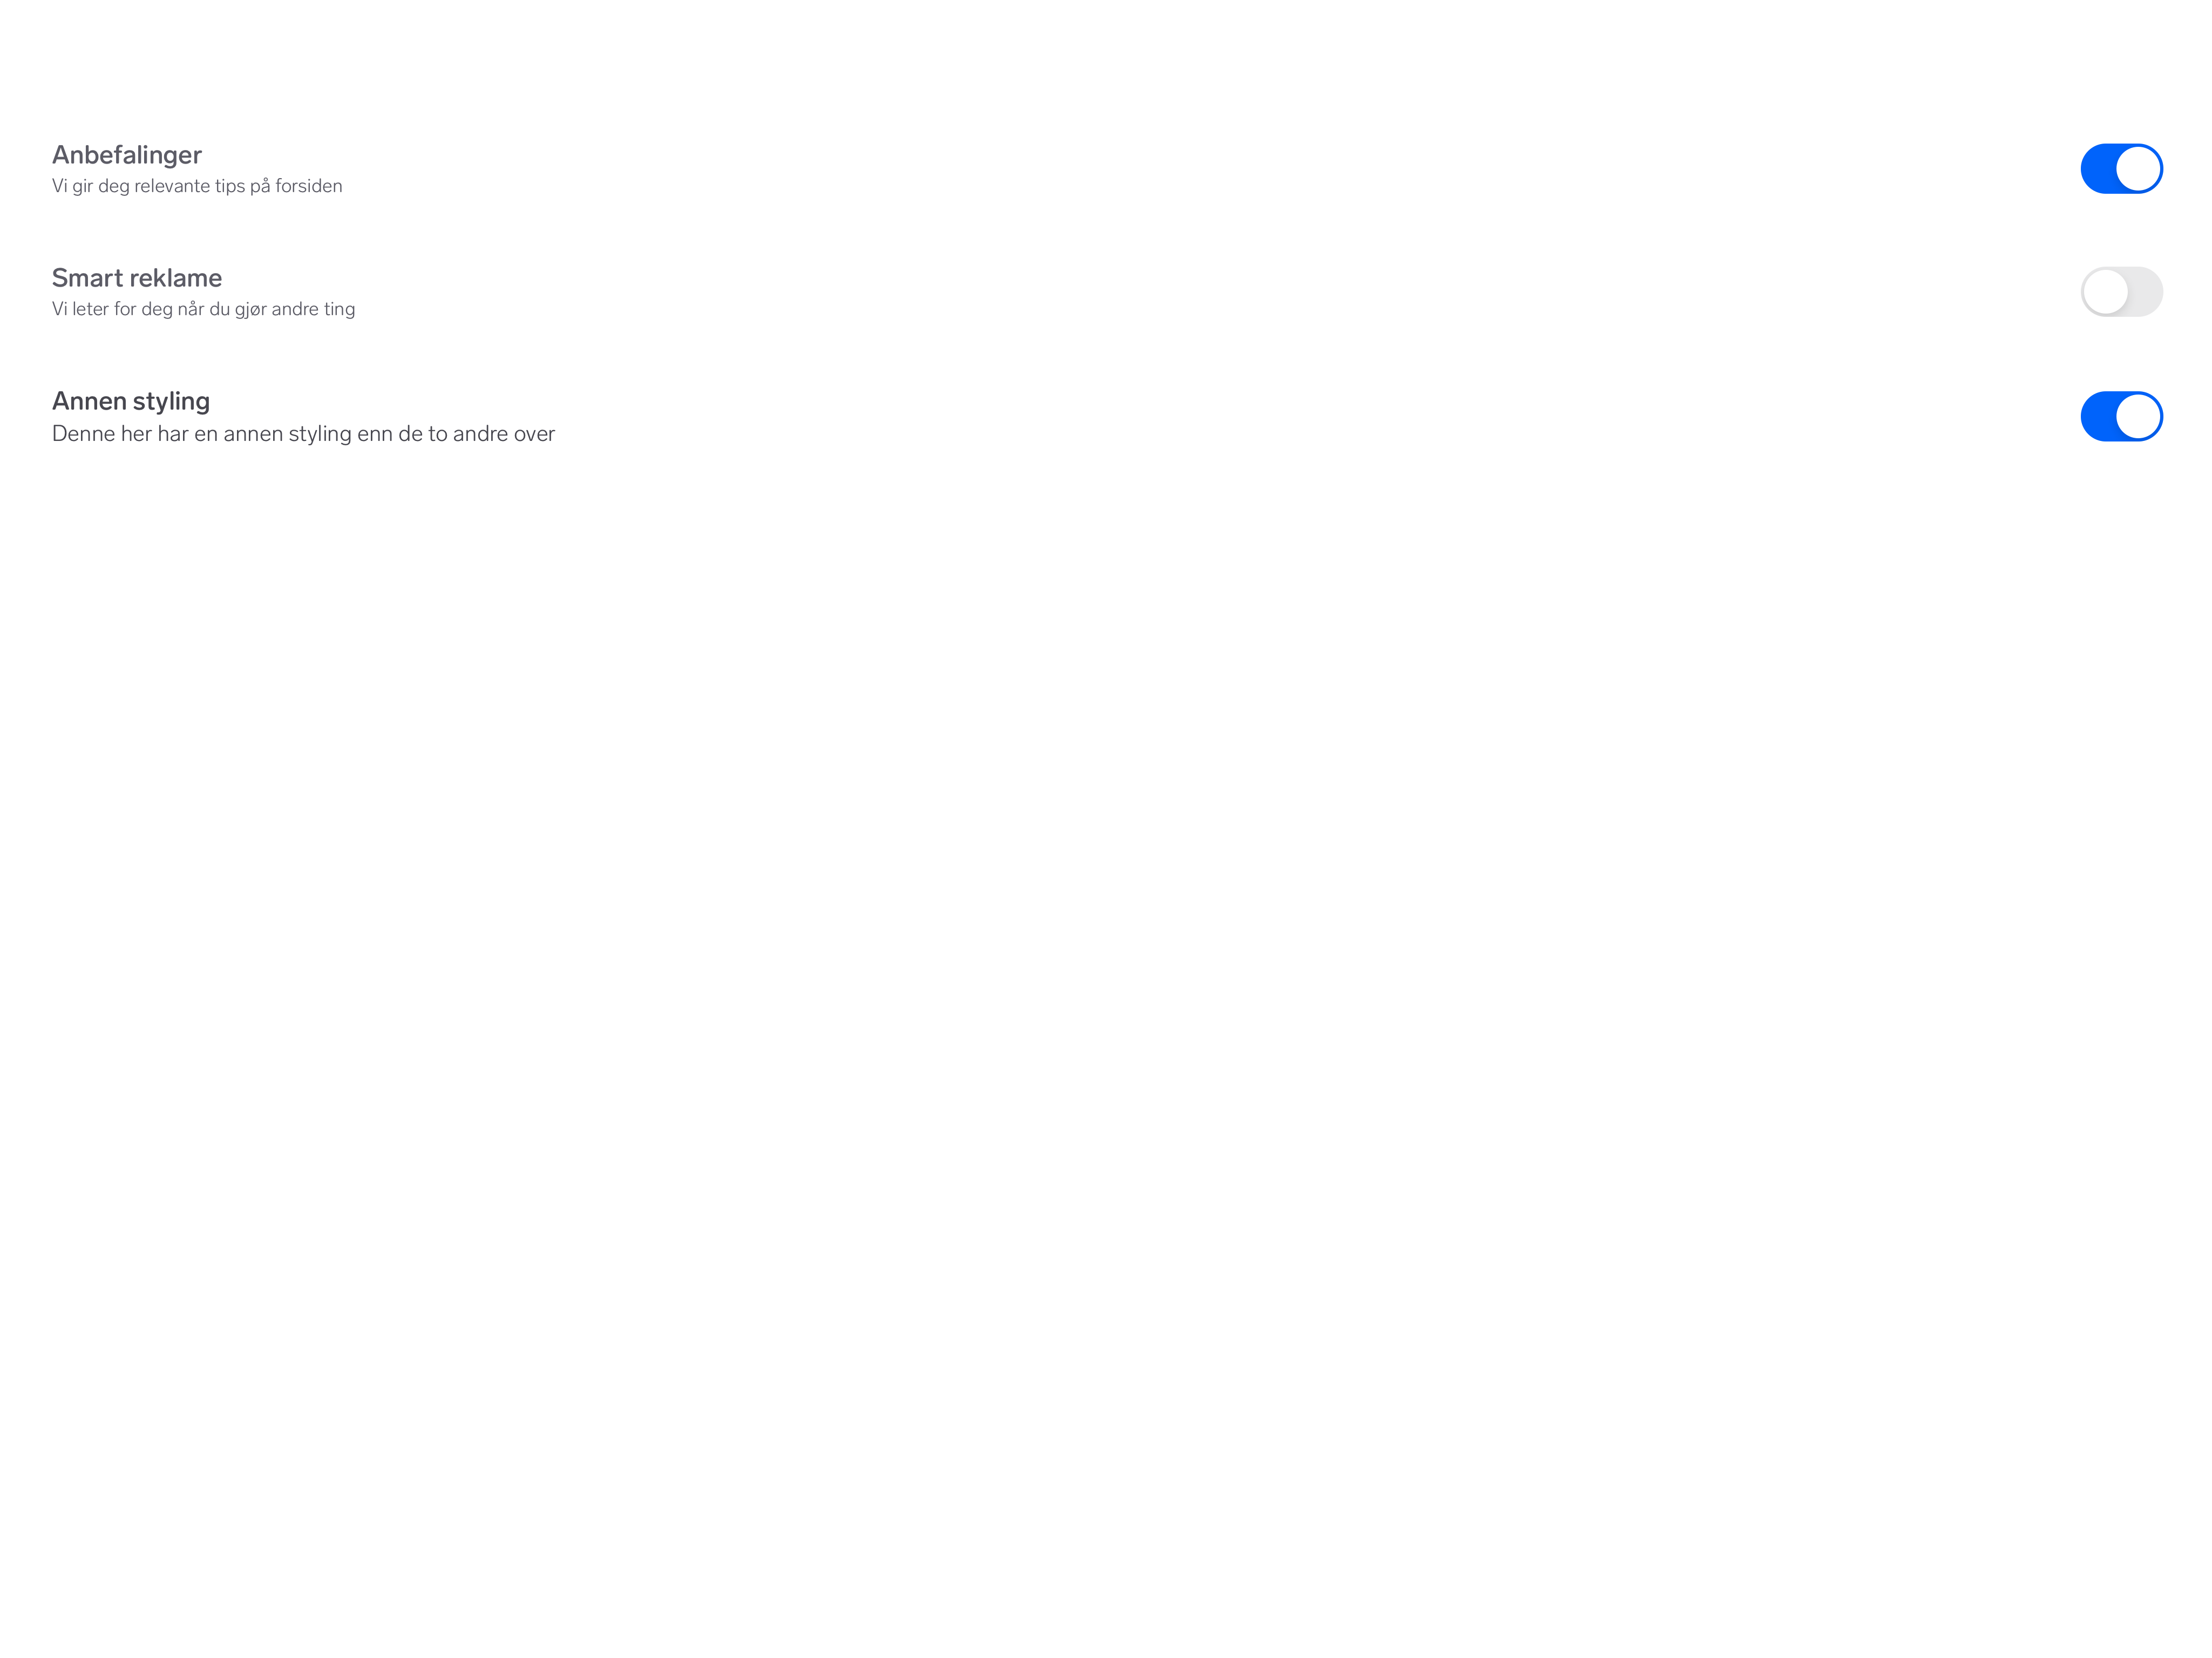 Anbefalinger
Vi gir deg relevante tips på forsiden
Smart reklame
Vi leter for deg når du gjør andre ting
Annen styling
Denne her har en annen styling enn de to andre over